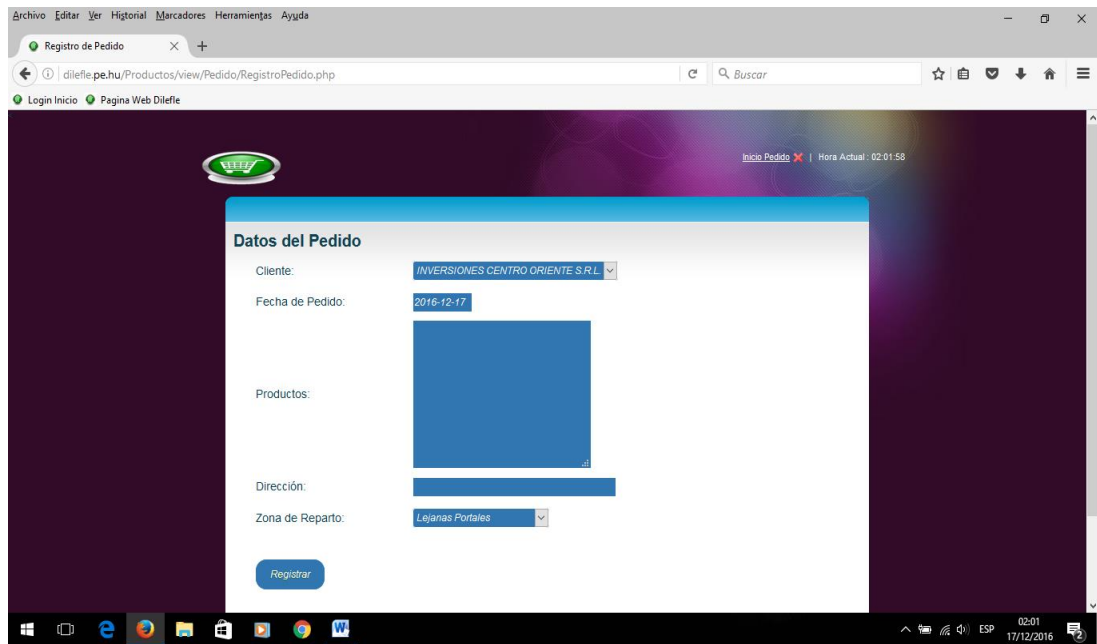 Archivo Editar Ver Historial Marcadores Herramientas Ayuda
Registro de Pedido
dilefle.pe.hu/Productos/view/Pedido/RegistroPedido.php
Buscar
Login Inicio Pagina Web Dilefle
Inicio Pedido | Hora Actual : 02:01:58
Datos del Pedido
Cliente: INVERSIONES CENTRO ORIENTE S.R.L.
Fecha de Pedido: 2016-12-17
Productos:
Dirección:
Zona de Reparto: Lejanas Portales
Registrar
ESP
02:01
17/12/2016
2